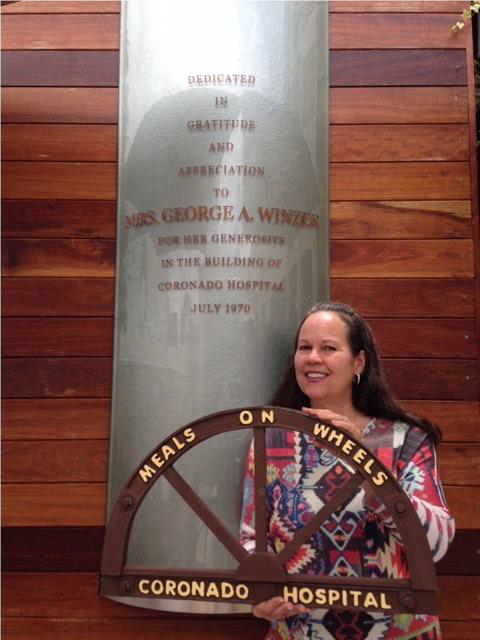 DEDICATED
IN
GRATITUDE
AND
APPRECIATION
TO
MRS. GEORGE A. WINZER
FOR HER GENEROSITY
IN THE BUILDING OF
CORONADO HOSPITAL
JULY 1970
MEALS ON WHEELS
CORONADO HOSPITAL